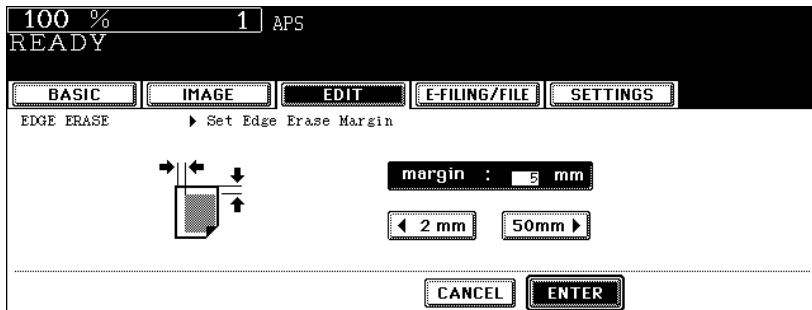 100 % 1 APS
READY
BASIC IMAGE EDIT E-FILING/FILE SETTINGS
EDGE ERASE Set Edge Erase Margin
margin : 5 mm
2 mm 50mm
CANCEL ENTER